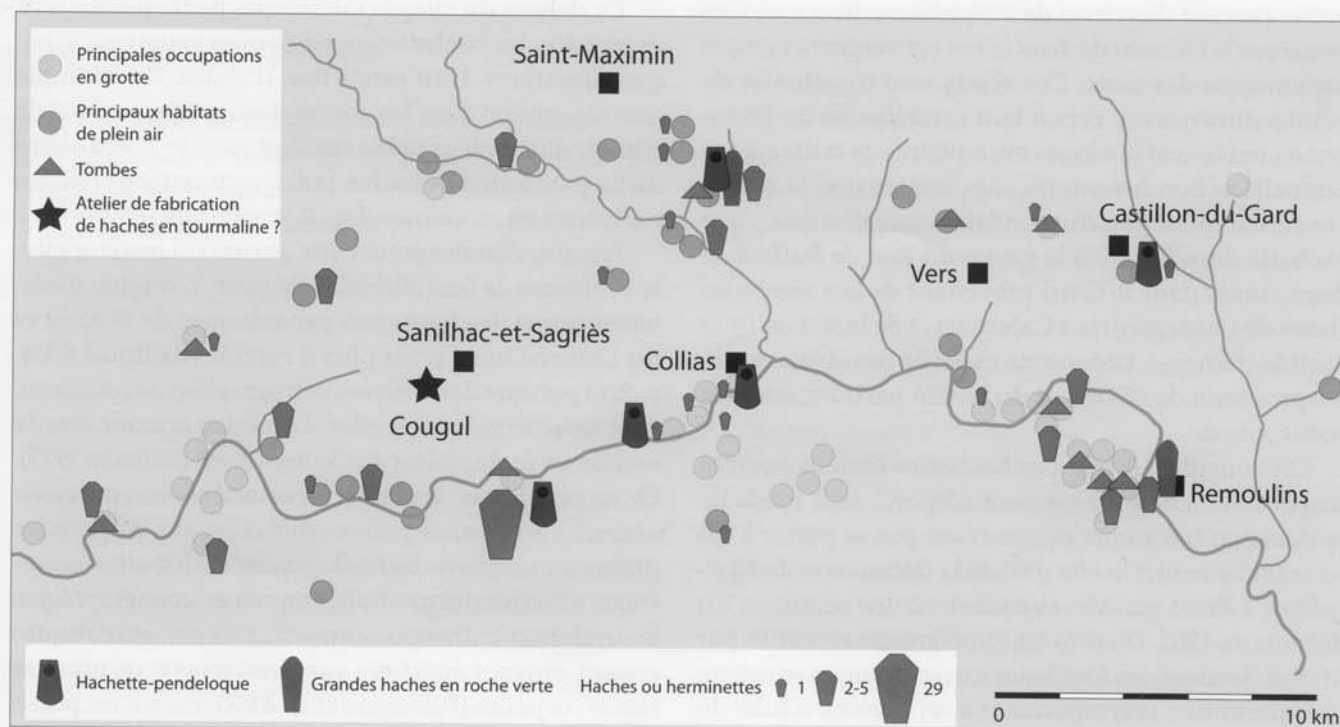 Principales occupations
en grotte
Principaux habitats
de plein air
Tombes
Atelier de fabrication
de haches en tourmaline ?
Saint-Maximin
Castillon-du-Gard
Vers
Sanilhac-et-Sagriès
Collias
Cougul
Remoulins
Hachette-pendeloque
Grandes haches en roche verte
Haches ou herminettes 1 2-5 29
0 10 km